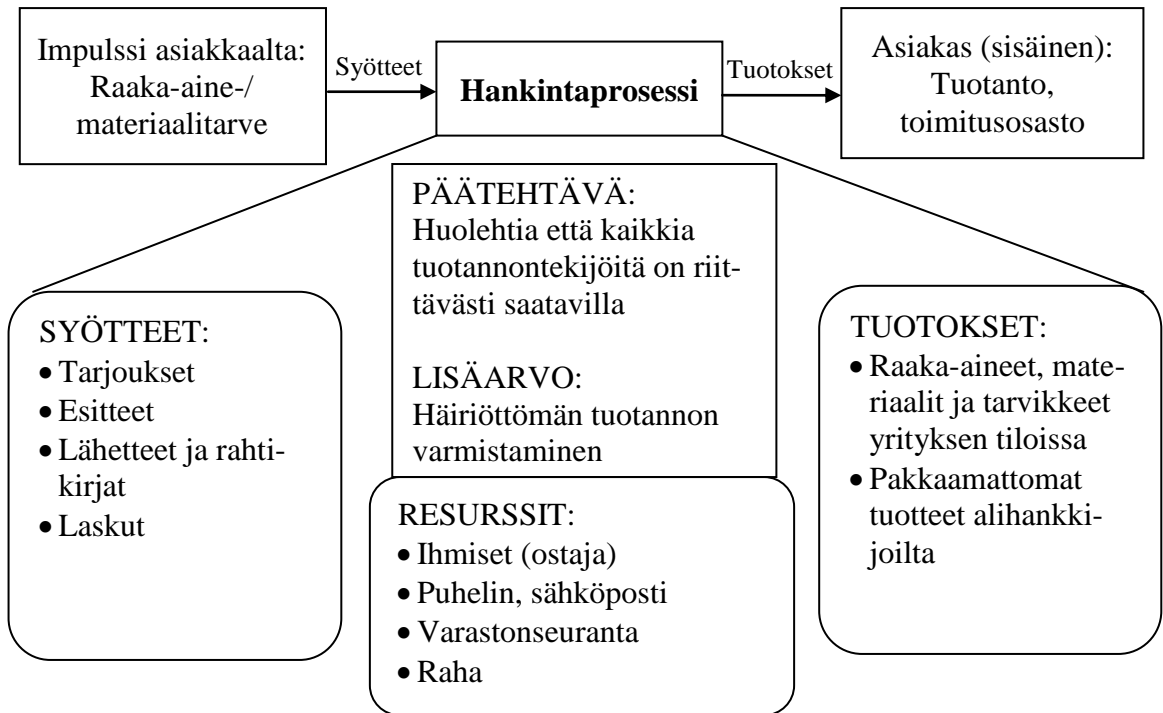 Impulssi asiakkaalta:
Raaka-aine-/
materiaalitarve
Syötteet
Hankintaprosessi
Tuotokset
Asiakas (sisäinen):
Tuotanto,
toimitusosasto
PÄÄTEHTÄVÄ:
Huolehtia että kaikkia
tuotannontekijöitä on riit-
tävästi saatavilla
LISÄARVO:
Häiriöttömän tuotannon
varmistaminen
SYÖTTEET:
• Tarjoukset
• Esitteet
• Lähetteet ja rahti-
kirjat
• Laskut
RESURSSIT:
• Ihmiset (ostaja)
• Puhelin, sähköposti
• Varastonseuranta
• Raha
TUOTOKSET:
• Raaka-aineet, mate-
riaalit ja tarvikkeet
yrityksen tiloissa
• Pakkaamattomat
tuotteet alihankki-
joilta